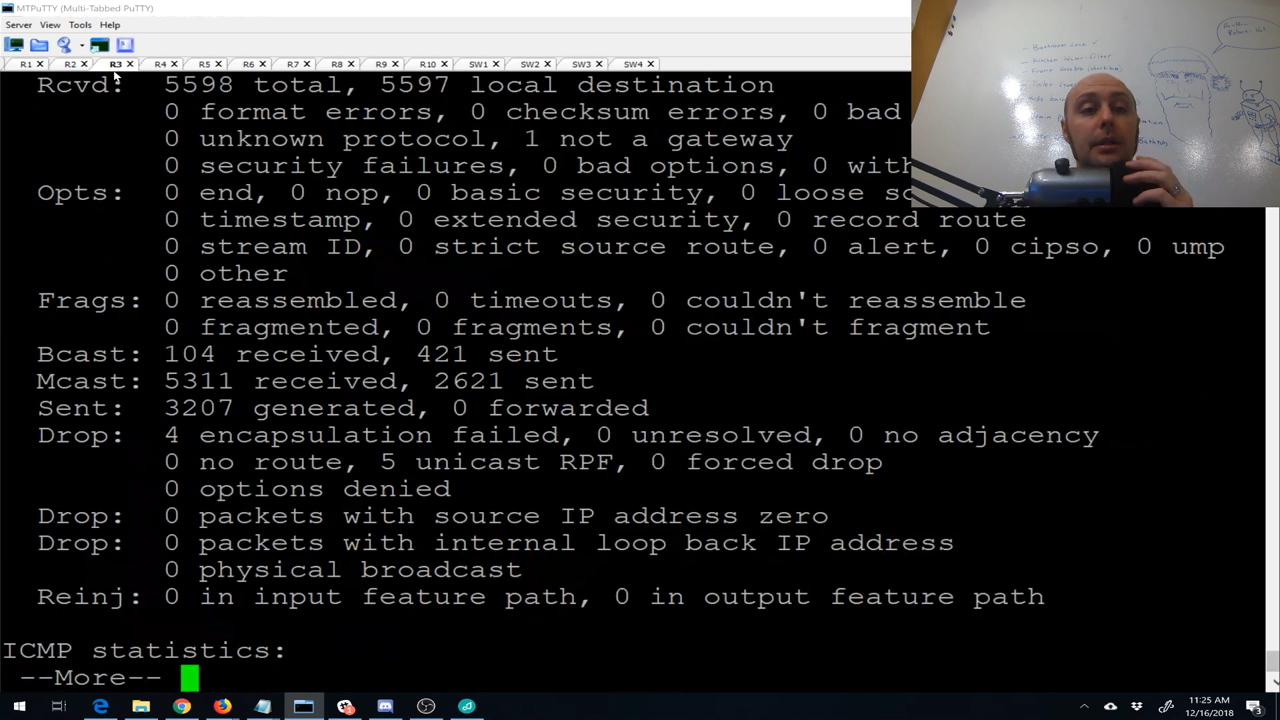 MTPuTTY (Multi-Tabbed PuTTY)
Server View Tools Help
R1 R2 R3 R4 R5 R6 R7 R8 R9 R10 SW1 SW2 SW3 SW4
Rcvd: 5598 total, 5597 local destination
0 format errors, 0 checksum errors, 0 bad
0 unknown protocol, 1 not a gateway
0 security failures, 0 bad options, 0 with
Opts: 0 end, 0 nop, 0 basic security, 0 loose
0 timestamp, 0 extended security, 0 record route
0 stream ID, 0 strict source route, 0 alert, 0 cipso, 0 ump
0 other
Frags: 0 reassembled, 0 timeouts, 0 couldn't reassemble
0 fragmented, 0 fragments, 0 couldn't fragment
Bcast: 104 received, 421 sent
Mcast: 5311 received, 2621 sent
Sent: 3207 generated, 0 forwarded
Drop: 4 encapsulation failed, 0 unresolved, 0 no adjacency
0 no route, 5 unicast RPF, 0 forced drop
0 options denied
Drop: 0 packets with source IP address zero
Drop: 0 packets with internal loop back IP address
0 physical broadcast
Reinj: 0 in input feature path, 0 in output feature path
ICMP statistics:
--More--
11:25 AM
12/16/2018
3